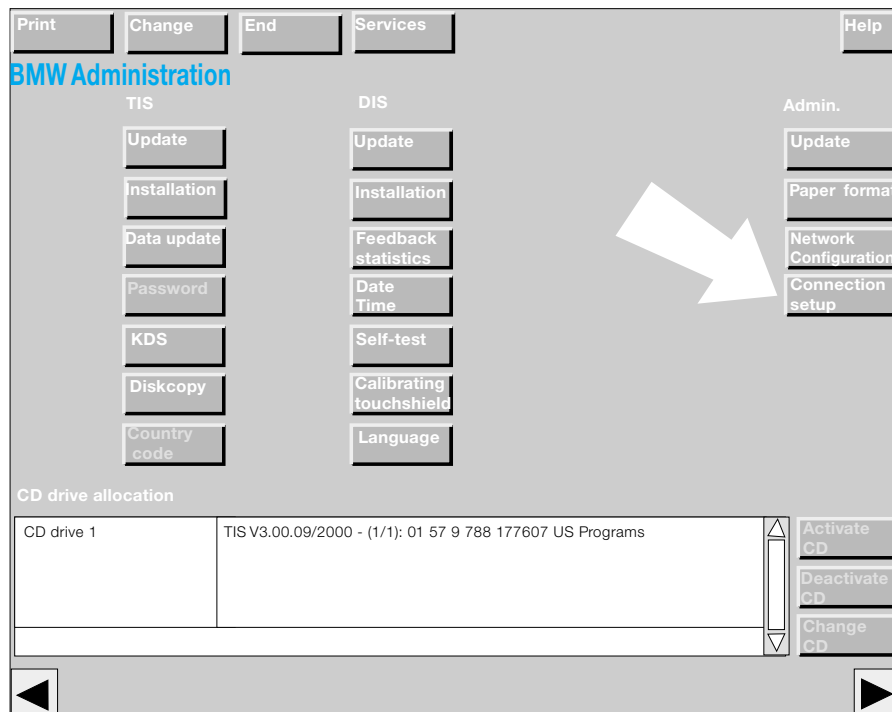 Print Change End Services Help
BMW Administration
TIS DIS Admin.
Update Update Update
Installation Installation Paper format
Data update Feedback statistics Network Configuration
Password Date Time Connection setup
KDS Self-test
Diskcopy Calibrating touchshield
Country code Language
CD drive allocation
CD drive 1 TIS V3.00.09/2000 - (1/1): 01 57 9 788 177607 US Programs
Activate CD
Deactivate CD
Change CD